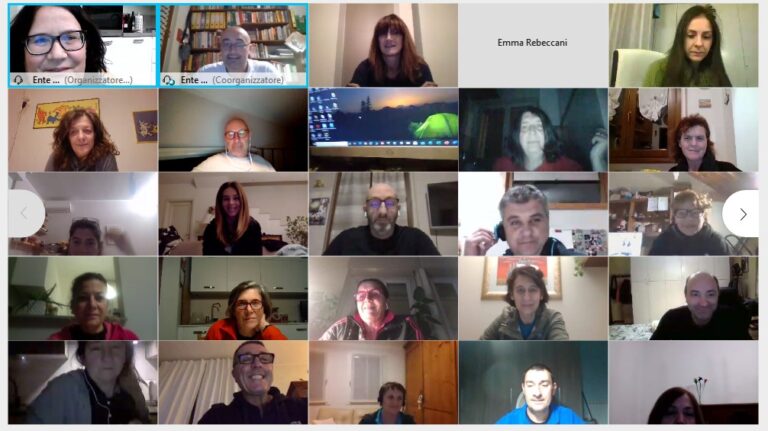 Ente ... (Organizzatore...)
Ente ... (Coorganizzatore)
Emma Rebeccani